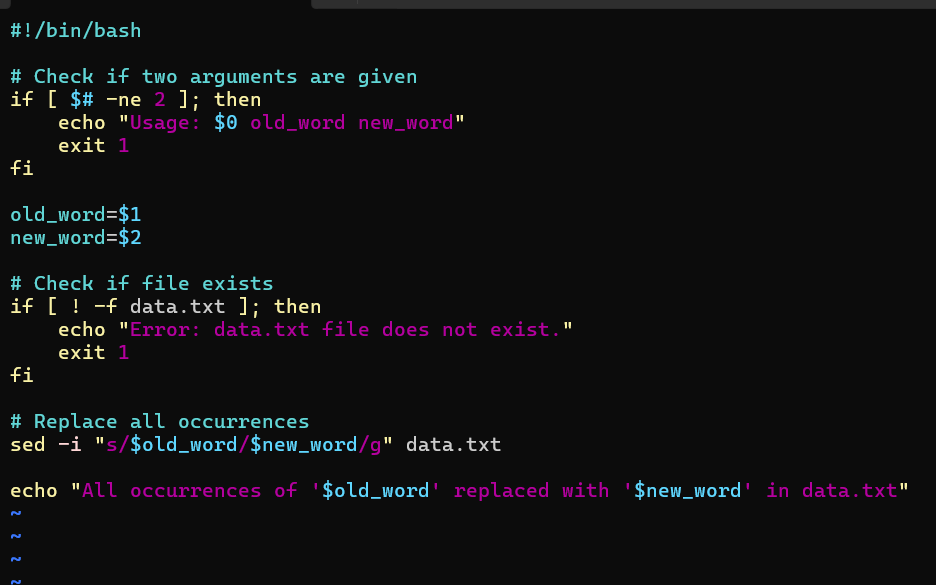 #!/bin/bash

# Check if two arguments are given
if [ $# -ne 2 ]; then
    echo "Usage: $0 old_word new_word"
    exit 1
fi

old_word=$1
new_word=$2

# Check if file exists
if [ ! -f data.txt ]; then
    echo "Error: data.txt file does not exist."
    exit 1
fi

# Replace all occurrences
sed -i "s/$old_word/$new_word/g" data.txt

echo "All occurrences of '$old_word' replaced with '$new_word' in data.txt"
~
~
~
~